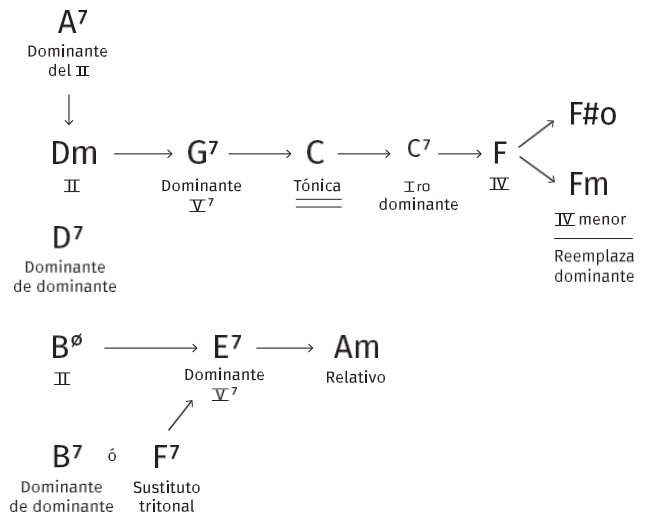 A⁷
Dominante
del II
Dm
G⁷
C
C⁷
F
F#o
II
Dominante
V⁷
Tónica
I ro
dominante
IV
Fm
IV menor
Reemplaza
dominante
D⁷
Dominante
de dominante
Bø
E⁷
Am
II
Dominante
V⁷
Relativo
B⁷ ó F⁷
Dominante
de dominante
Sustituto
tritonal